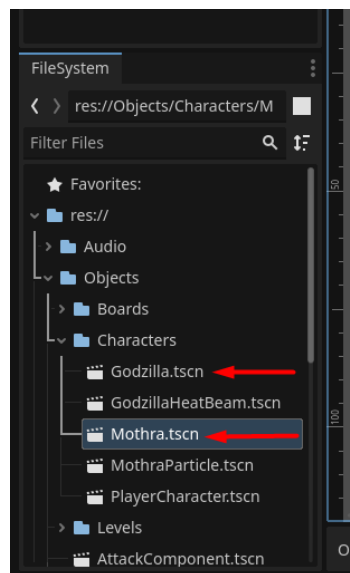 FileSystem
res://Objects/Characters/M
Filter Files
Favorites:
res://
Audio
Objects
Boards
Characters
Godzilla.tscn
GodzillaHeatBeam.tscn
Mothra.tscn
MothraParticle.tscn
PlayerCharacter.tscn
Levels
AttackComponent.tscn
50
100